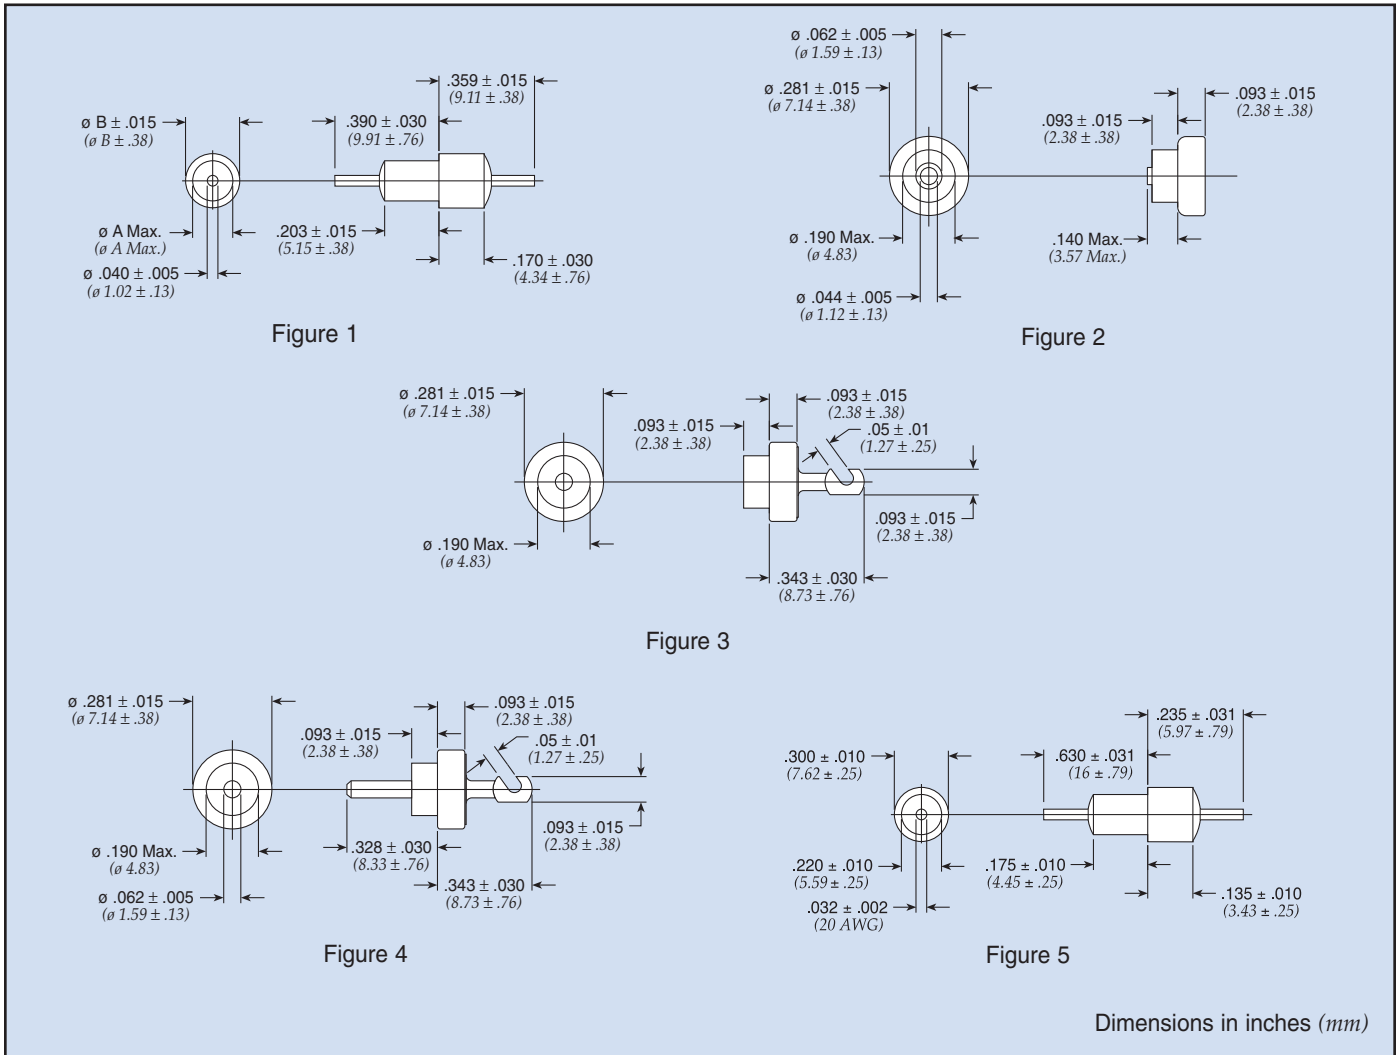 ø B ± .015
(ø B ± .38)
.390 ± .030
(9.91 ± .76)
.359 ± .015
(9.11 ± .38)
ø A Max.
(ø A Max.)
.203 ± .015
(5.15 ± .38)
ø .040 ± .005
(ø 1.02 ± .13)
.170 ± .030
(4.34 ± .76)
Figure 1
ø .062 ± .005
(ø 1.59 ± .13)
ø .281 ± .015
(ø 7.14 ± .38)
.093 ± .015
(2.38 ± .38)
.093 ± .015
(2.38 ± .38)
ø .190 Max.
(ø 4.83)
.140 Max.
(3.57 Max.)
ø .044 ± .005
(ø 1.12 ± .13)
Figure 2
ø .281 ± .015
(ø 7.14 ± .38)
.093 ± .015
(2.38 ± .38)
.093 ± .015
(2.38 ± .38)
.05 ± .01
(1.27 ± .25)
.093 ± .015
(2.38 ± .38)
ø .190 Max.
(ø 4.83)
.343 ± .030
(8.73 ± .76)
Figure 3
ø .281 ± .015
(ø 7.14 ± .38)
.093 ± .015
(2.38 ± .38)
.093 ± .015
(2.38 ± .38)
.05 ± .01
(1.27 ± .25)
.093 ± .015
(2.38 ± .38)
ø .190 Max.
(ø 4.83)
.328 ± .030
(8.33 ± .76)
ø .062 ± .005
(ø 1.59 ± .13)
.343 ± .030
(8.73 ± .76)
Figure 4
.235 ± .031
(5.97 ± .79)
.300 ± .010
(7.62 ± .25)
.630 ± .031
(16 ± .79)
.220 ± .010
(5.59 ± .25)
.175 ± .010
(4.45 ± .25)
.032 ± .002
(20 AWG)
.135 ± .010
(3.43 ± .25)
Figure 5
Dimensions in inches (mm)